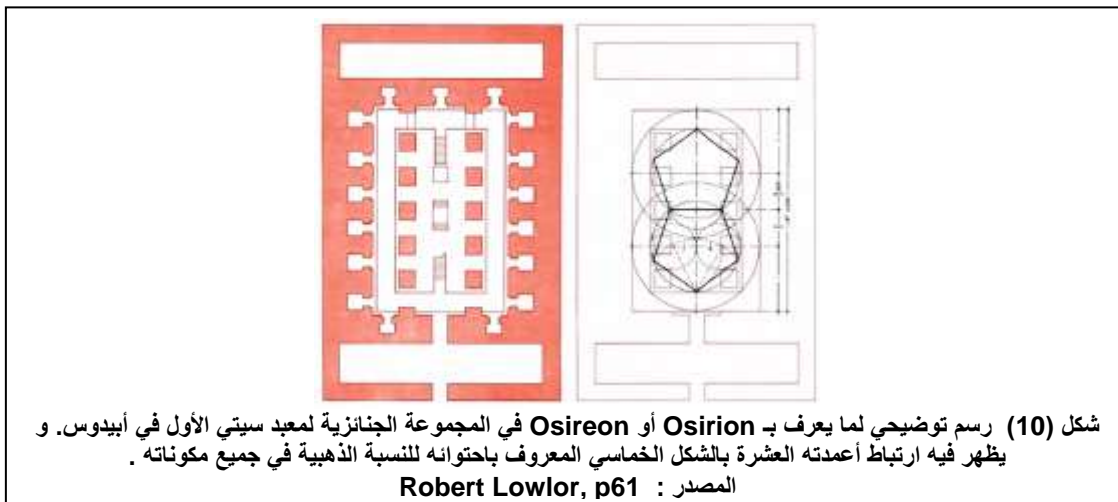 شكل (10) رسم توضيحي لما يعرف بـ Osirion أو Osireon في المجموعة الجنائزية لمعبد سيتي الأول في أبيدوس. و
يظهر فيه ارتباط أعمدته العشرة بالشكل الخماسي المعروف باحتوائه للنسبة الذهبية في جميع مكوناته .
المصدر : Robert Lowlor, p61